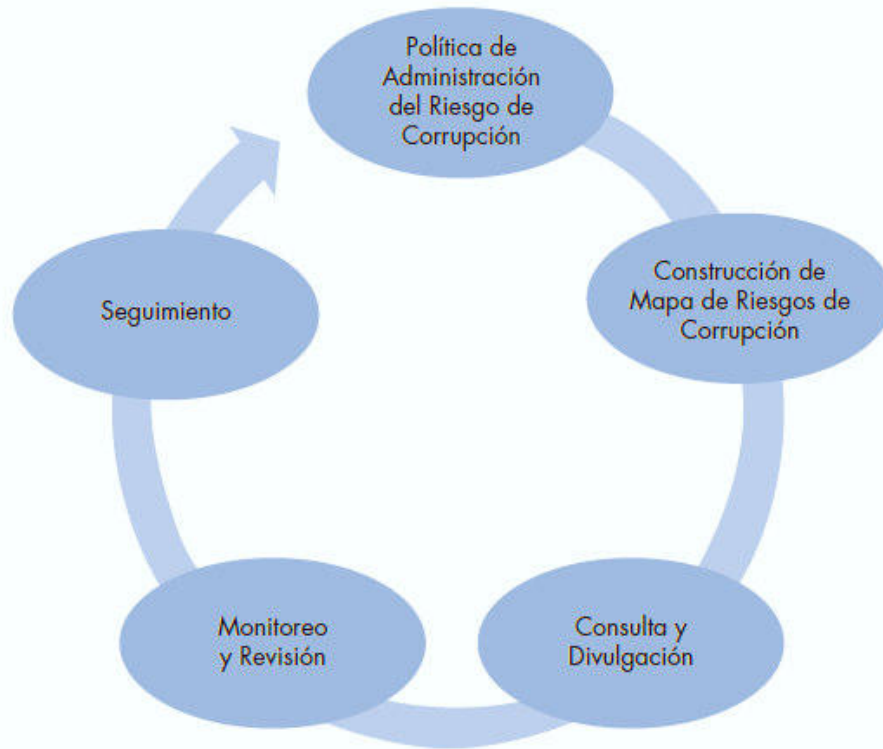 Política de
Administración
del Riesgo de
Corrupción
Construcción de
Mapa de Riesgos de
Corrupción
Consulta y
Divulgación
Monitoreo
y Revisión
Seguimiento